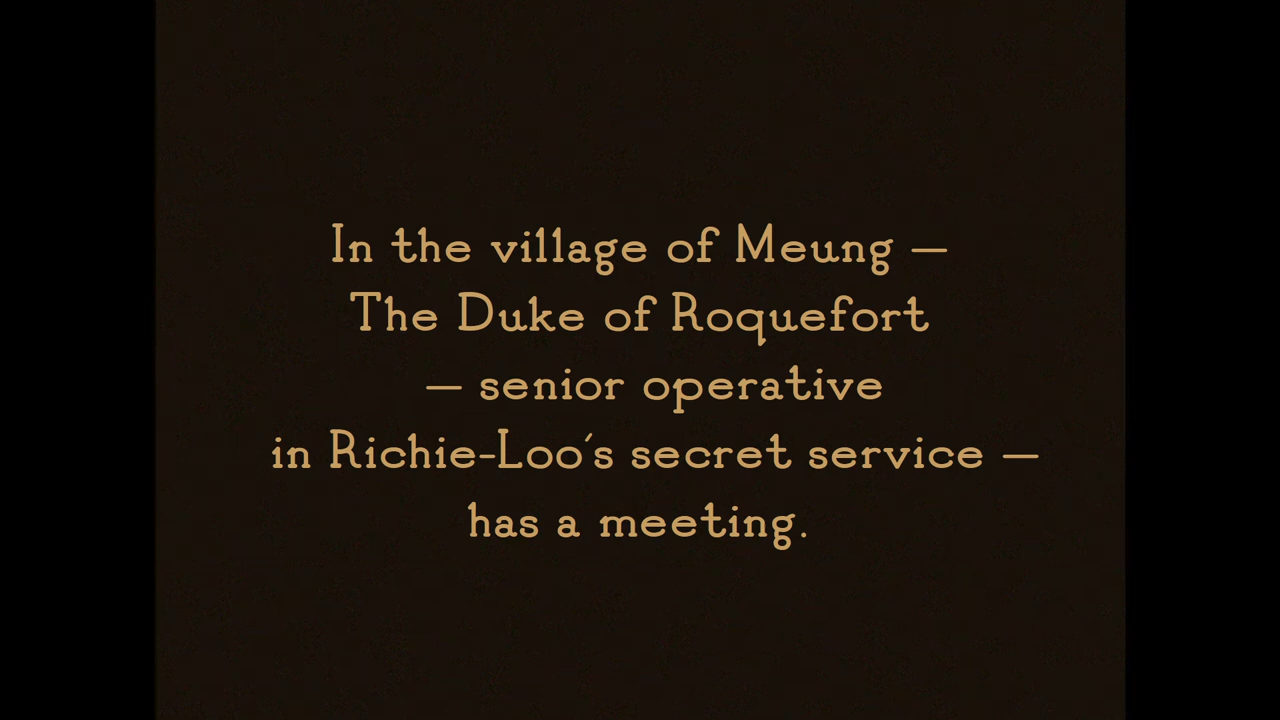 In the village of Meung —
The Duke of Roquefort
— senior operative
in Richie-Loo's secret service —
has a meeting.